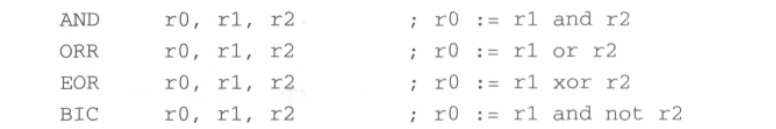 AND r0, r1, r2 ; r0 := r1 and r2
ORR r0, r1, r2 ; r0 := r1 or r2
EOR r0, r1, r2 ; r0 := r1 xor r2
BIC r0, r1, r2 ; r0 := r1 and not r2